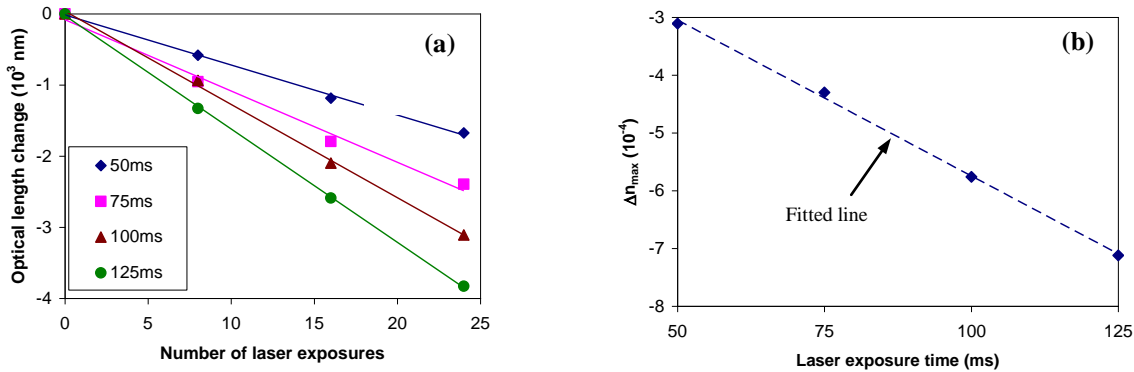 (a)
Optical length change (10³ nm)
0
-1
-2
-3
-4
50ms
75ms
100ms
125ms
0 5 10 15 20 25
Number of laser exposures
(b)
Δn_max (10⁻⁴)
-3
-4
-5
-6
-7
-8
Fitted line
50 75 100 125
Laser exposure time (ms)